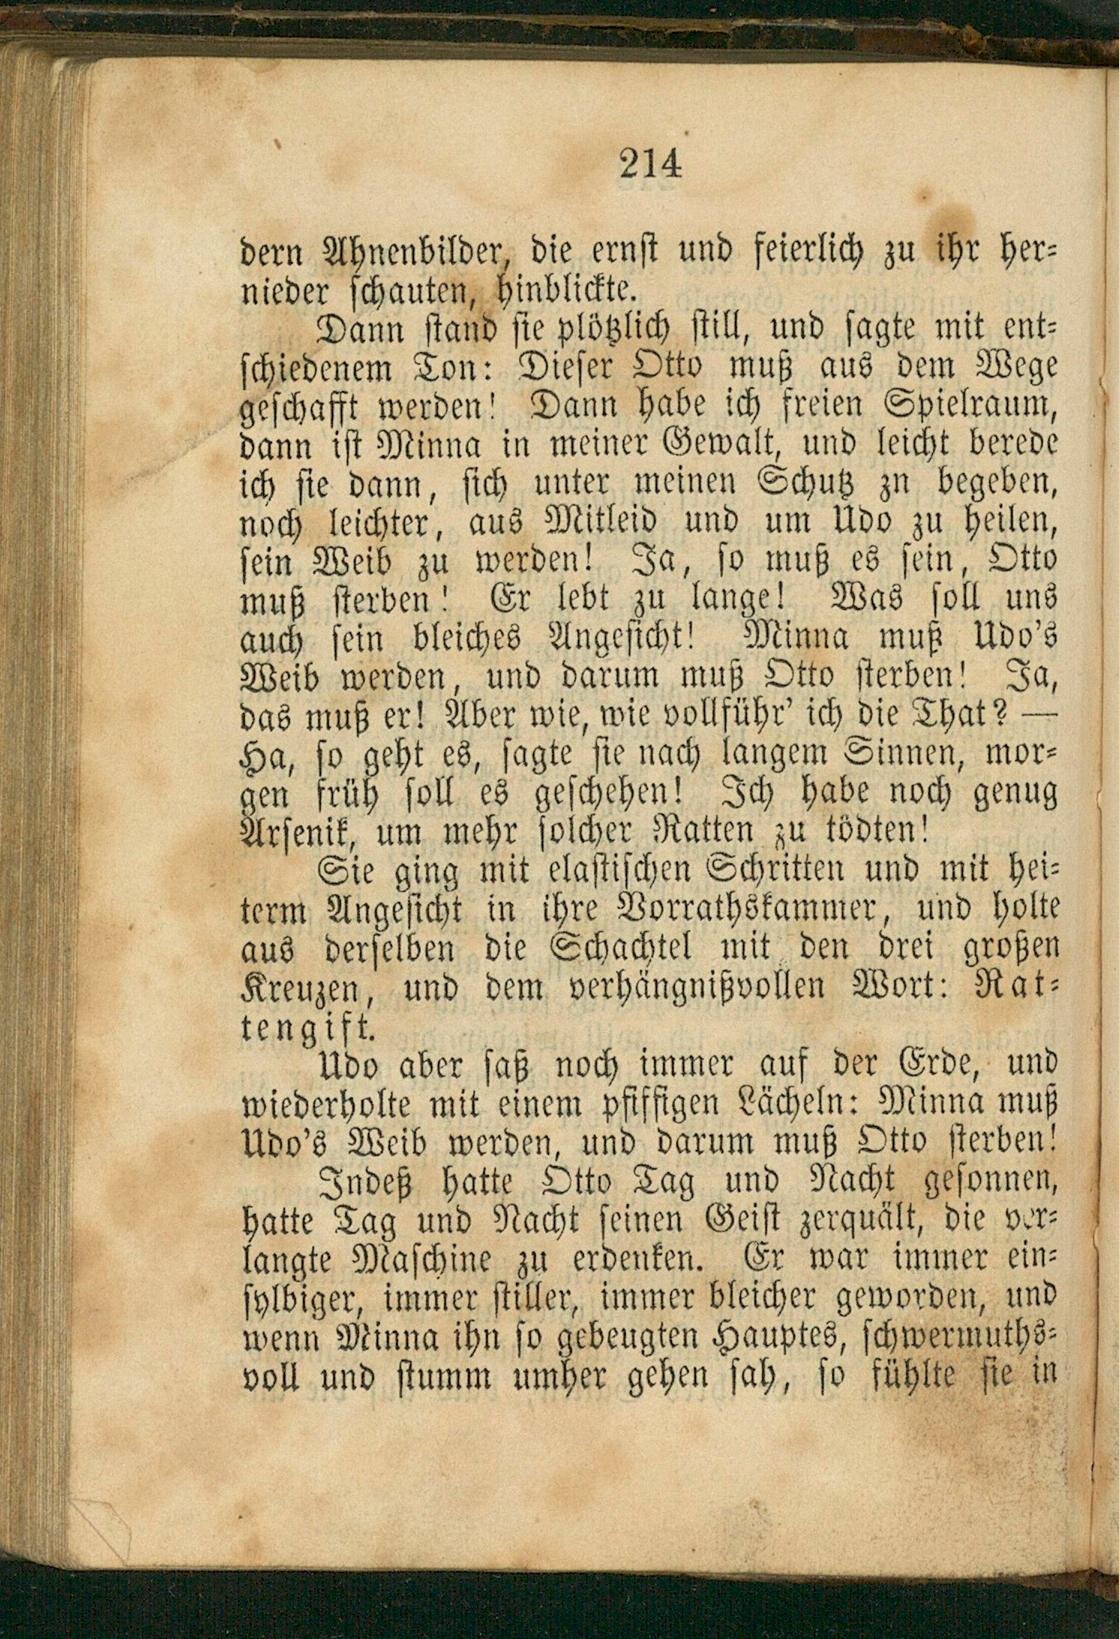 214
dern Ahnenbilder, die ernst und feierlich zu ihr her-
nieder schauten, hinblickte.
Dann stand sie plötzlich still, und sagte mit ent-
schiedenem Ton: Dieser Otto muß aus dem Wege
geschafft werden! Dann habe ich freien Spielraum,
dann ist Minna in meiner Gewalt, und leicht berede
ich sie dann, sich unter meinen Schutz zn begeben,
noch leichter, aus Mitleid und um Udo zu heilen,
sein Weib zu werden! Ja, so muß es sein, Otto
muß sterben! Er lebt zu lange! Was soll uns
auch sein bleiches Angesicht! Minna muß Udo's
Weib werden, und darum muß Otto sterben! Ja,
das muß er! Aber wie, wie vollführ' ich die That? —
Ha, so geht es, sagte sie nach langem Sinnen, mor-
gen früh soll es geschehen! Ich habe noch genug
Arsenik, um mehr solcher Ratten zu tödten!
Sie ging mit elastischen Schritten und mit hei-
term Angesicht in ihre Vorrathskammer, und holte
aus derselben die Schachtel mit den drei großen
Kreuzen, und dem verhängnißvollen Wort: Rat-
tengift.
Udo aber saß noch immer auf der Erde, und
wiederholte mit einem pfiffigen Lächeln: Minna muß
Udo's Weib werden, und darum muß Otto sterben!
Indeß hatte Otto Tag und Nacht gesonnen,
hatte Tag und Nacht seinen Geist zerquält, die ver-
langte Maschine zu erdenken. Er war immer ein-
sylbiger, immer stiller, immer bleicher geworden, und
wenn Minna ihn so gebeugten Hauptes, schwermuths-
voll und stumm umher gehen sah, so fühlte sie in